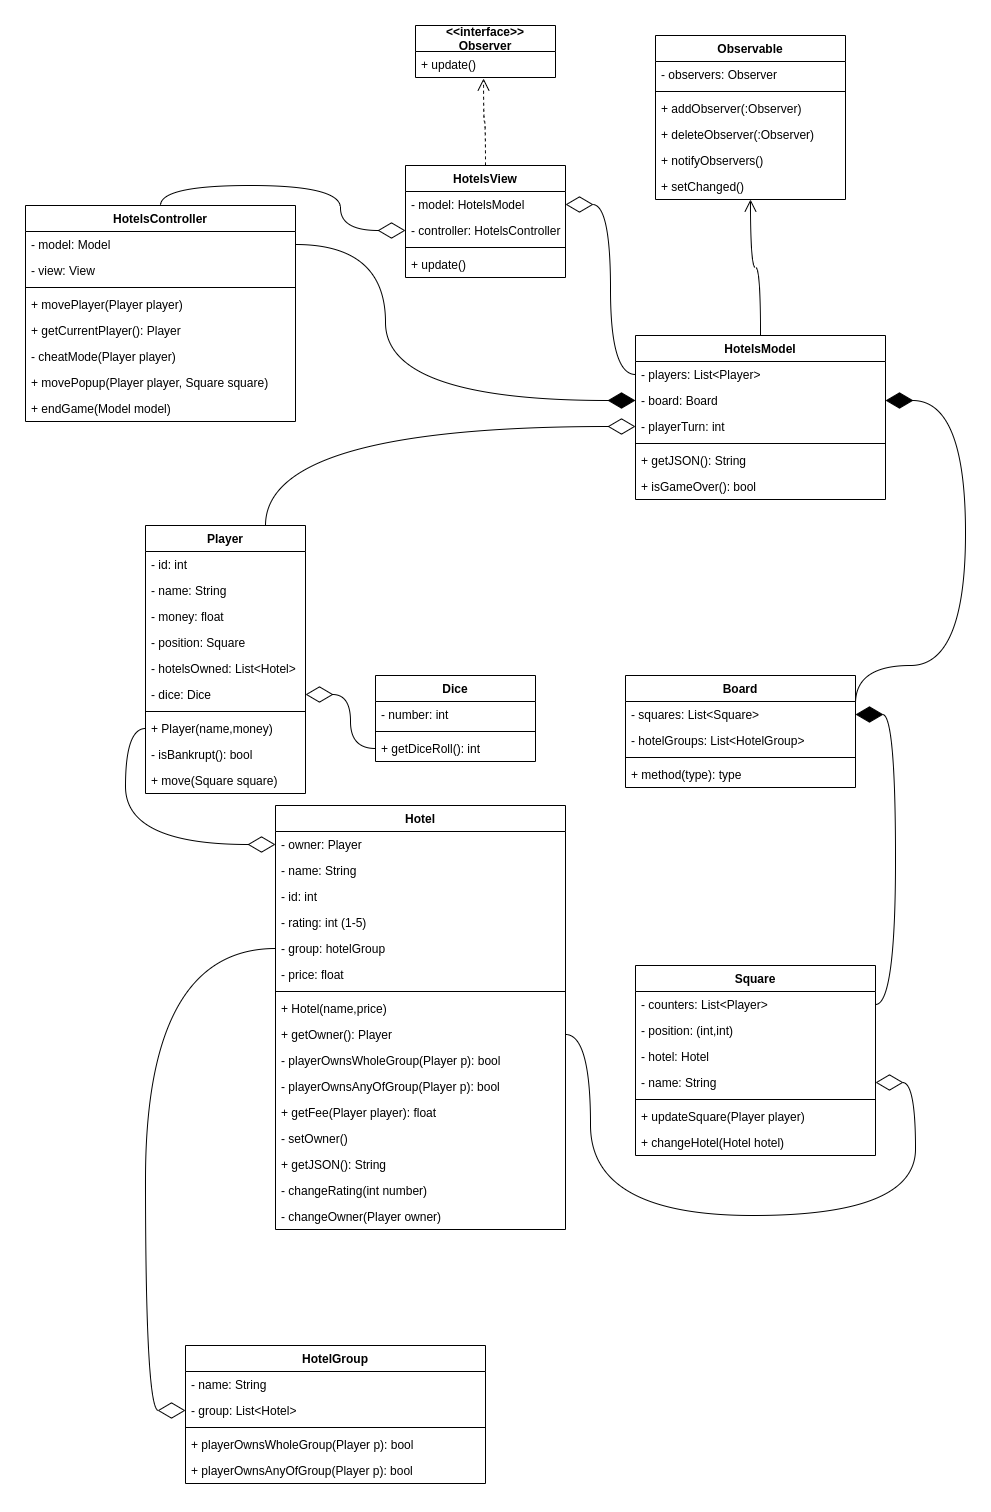 <<interface>>
Observer
+ update()
Observable
- observers: Observer
+ addObserver(:Observer)
+ deleteObserver(:Observer)
+ notifyObservers()
+ setChanged()
HotelsView
- model: HotelsModel
- controller: HotelsController
+ update()
HotelsController
- model: Model
- view: View
+ movePlayer(Player player)
+ getCurrentPlayer(): Player
- cheatMode(Player player)
+ movePopup(Player player, Square square)
+ endGame(Model model)
HotelsModel
- players: List<Player>
- board: Board
- playerTurn: int
+ getJSON(): String
+ isGameOver(): bool
Player
- id: int
- name: String
- money: float
- position: Square
- hotelsOwned: List<Hotel>
- dice: Dice
+ Player(name,money)
- isBankrupt(): bool
+ move(Square square)
Dice
- number: int
+ getDiceRoll(): int
Board
- squares: List<Square>
- hotelGroups: List<HotelGroup>
+ method(type): type
Hotel
- owner: Player
- name: String
- id: int
- rating: int (1-5)
- group: hotelGroup
- price: float
+ Hotel(name,price)
+ getOwner(): Player
- playerOwnsWholeGroup(Player p): bool
- playerOwnsAnyOfGroup(Player p): bool
+ getFee(Player player): float
- setOwner()
+ getJSON(): String
- changeRating(int number)
- changeOwner(Player owner)
Square
- counters: List<Player>
- position: (int,int)
- hotel: Hotel
- name: String
+ updateSquare(Player player)
+ changeHotel(Hotel hotel)
HotelGroup
- name: String
- group: List<Hotel>
+ playerOwnsWholeGroup(Player p): bool
+ playerOwnsAnyOfGroup(Player p): bool